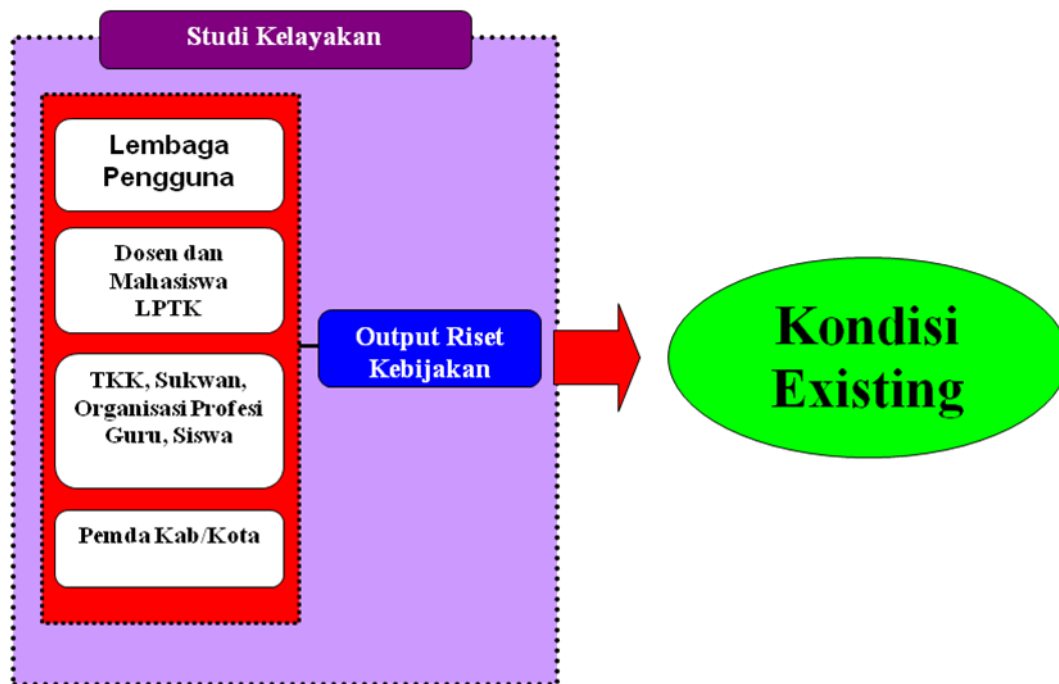 Studi Kelayakan
Lembaga
Pengguna
Dosen dan
Mahasiswa
LPTK
TKK, Sukwan,
Organisasi Profesi
Guru, Siswa
Pemda Kab/Kota
Output Riset
Kebijakan
Kondisi
Existing